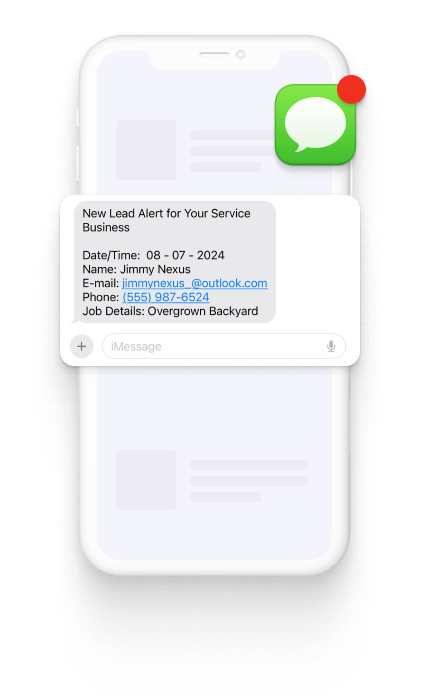 New Lead Alert for Your Service
Business
Date/Time:  08 - 07 - 2024
Name: Jimmy Nexus
E-mail: jimmynexus_@outlook.com
Phone: (555) 987-6524
Job Details: Overgrown Backyard
iMessage